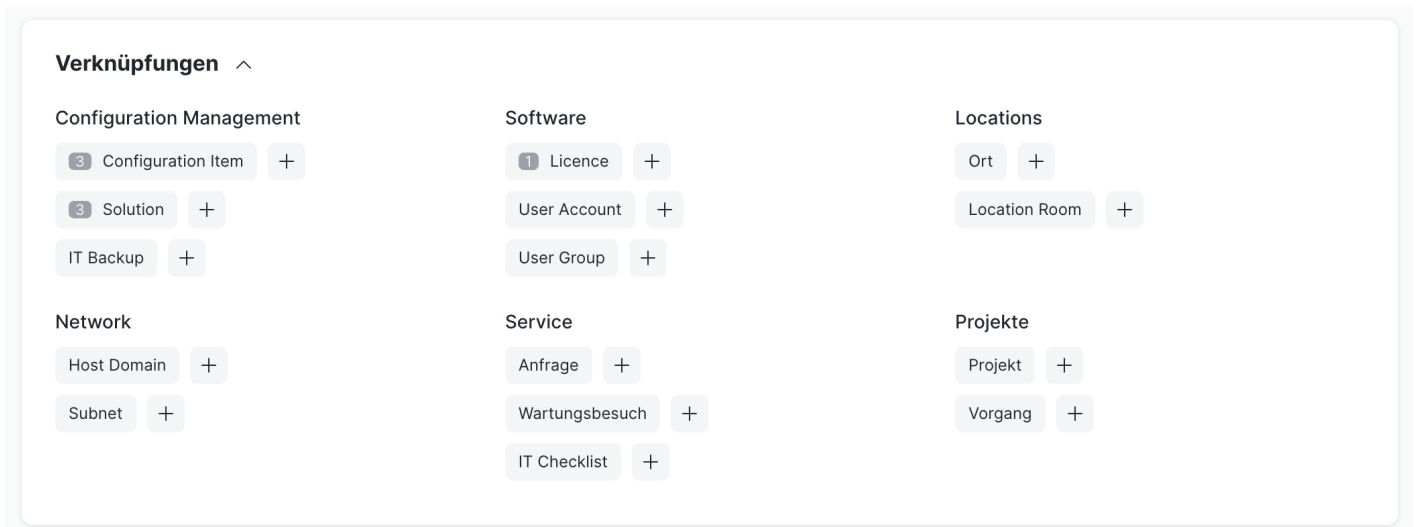 Verknüpfungen
Configuration Management
3 Configuration Item +
3 Solution +
IT Backup +
Software
1 Licence +
User Account +
User Group +
Locations
Ort +
Location Room +
Network
Host Domain +
Subnet +
Service
Anfrage +
Wartungsbesuch +
IT Checklist +
Projekte
Projekt +
Vorgang +